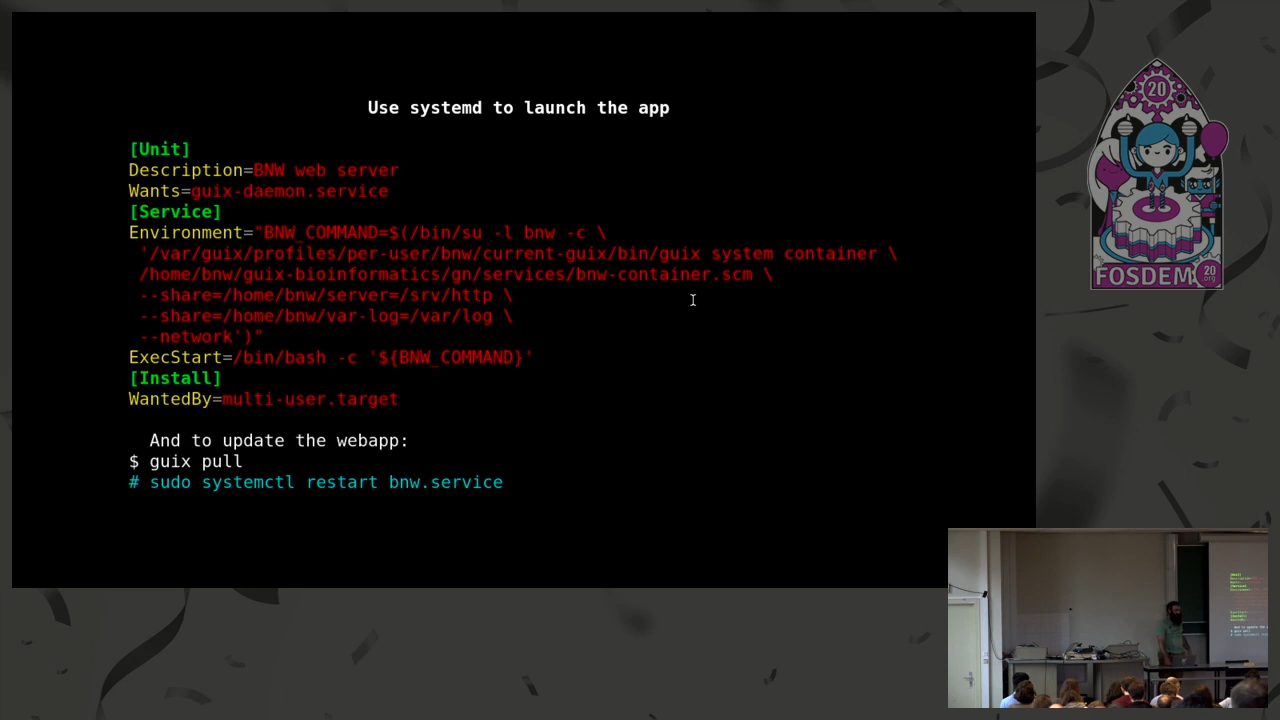 Use systemd to launch the app
[Unit]
Description=BNW web server
Wants=guix-daemon.service
[Service]
Environment="BNW_COMMAND=$(/bin/su -l bnw -c \
'/var/guix/profiles/per-user/bnw/current-guix/bin/guix system container \
/home/bnw/guix-bioinformatics/gn/services/bnw-container.scm \
--share=/home/bnw/server=/srv/http \
--share=/home/bnw/var-log=/var/log \
--network')"
ExecStart=/bin/bash -c '${BNW_COMMAND}'
[Install]
WantedBy=multi-user.target
And to update the webapp:
$ guix pull
# sudo systemctl restart bnw.service
20
FOSDEM
20
org